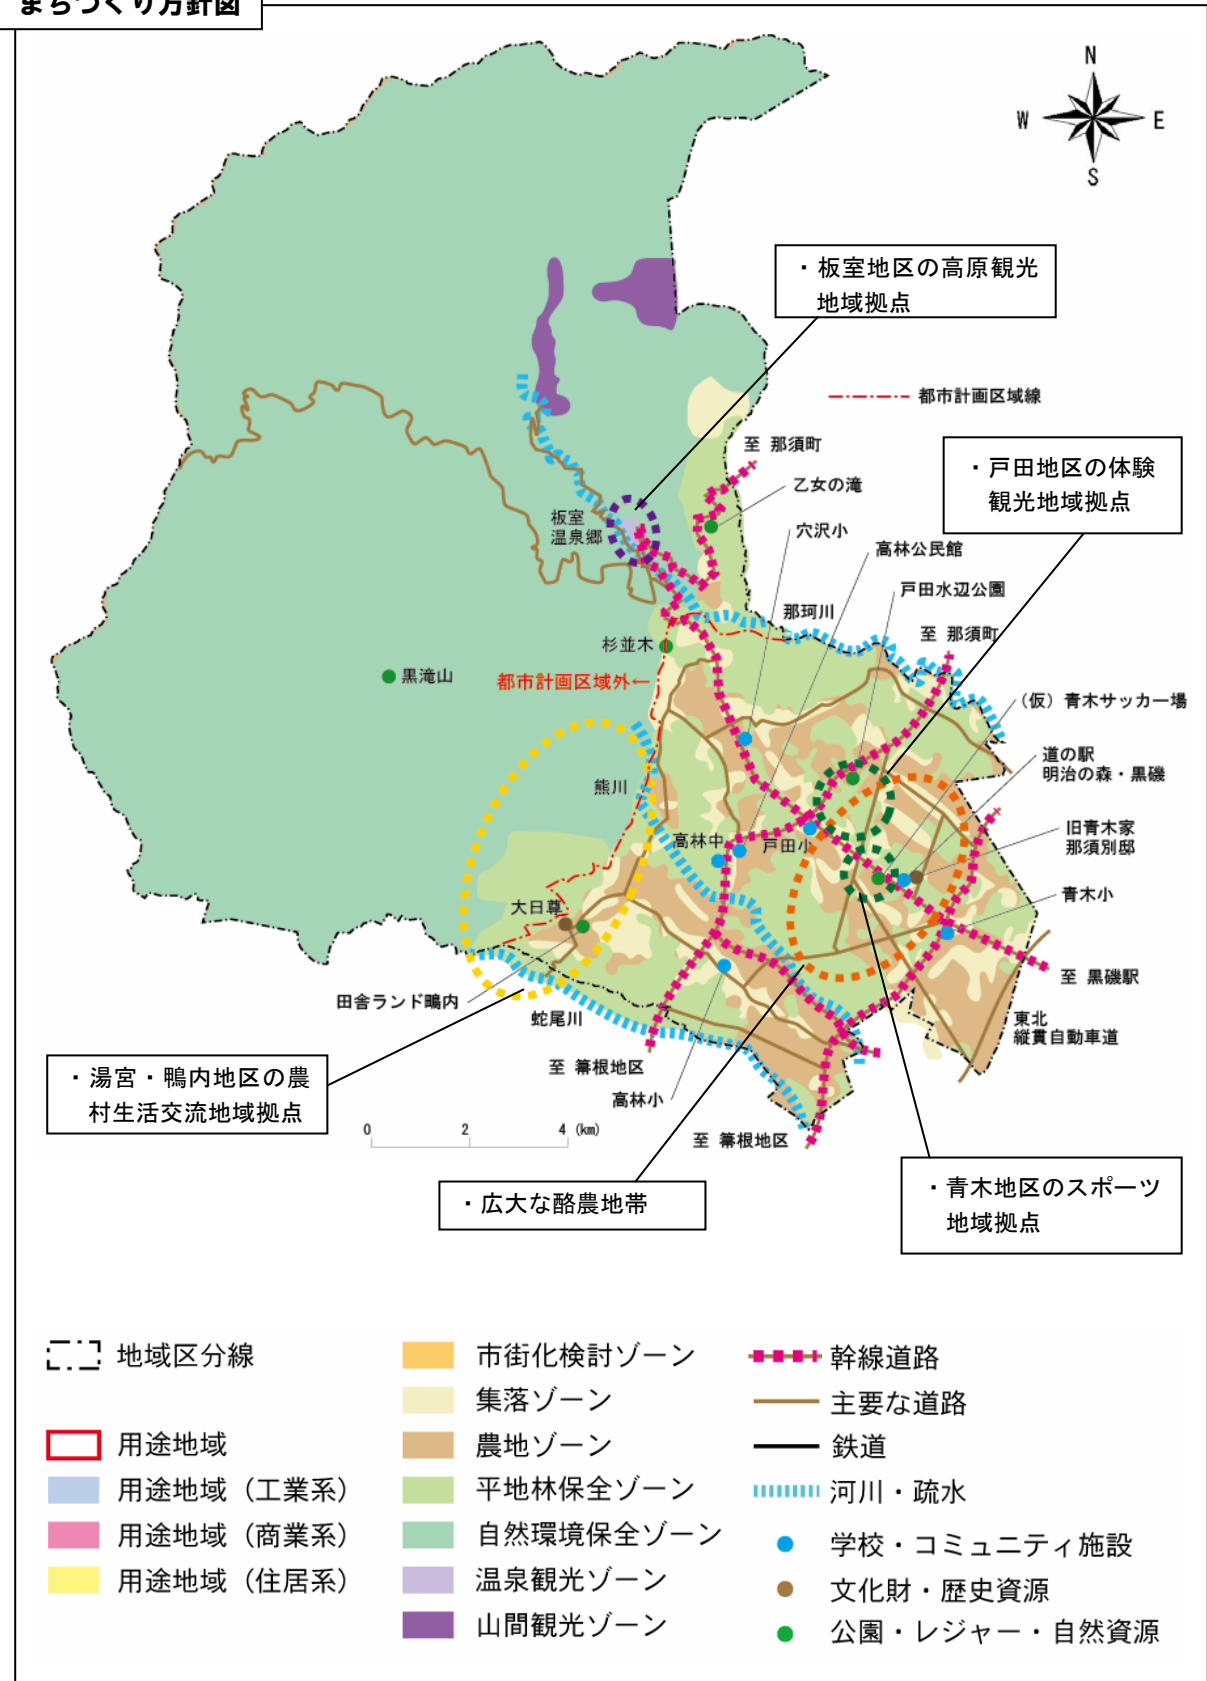 まちづくり方針図
N
W
E
S
・板室地区の高原観光
地域拠点
都市計画区域線
至 那須町
・戸田地区の体験
観光地域拠点
乙女の滝
板室
温泉郷
穴沢小
高林公民館
戸田水辺公園
那珂川
至 那須町
杉並木
黒滝山
都市計画区域外←
(仮)青木サッカー場
道の駅
明治の森・黒磯
熊川
旧青木家
那須別邸
高林中
戸田小
青木小
大日尊
至 黒磯駅
田舎ランド鴫内
蛇尾川
東北
縦貫自動車道
至 箒根地区
・湯宮・鴨内地区の農
村生活交流地域拠点
高林小
0
2
4 (km)
至 箒根地区
・広大な酪農地帯
・青木地区のスポーツ
地域拠点
地域区分線
用途地域
用途地域(工業系)
用途地域(商業系)
用途地域(住居系)
市街化検討ゾーン
集落ゾーン
農地ゾーン
平地林保全ゾーン
自然環境保全ゾーン
温泉観光ゾーン
山間観光ゾーン
幹線道路
主要な道路
鉄道
河川・疏水
学校・コミュニティ施設
文化財・歴史資源
公園・レジャー・自然資源